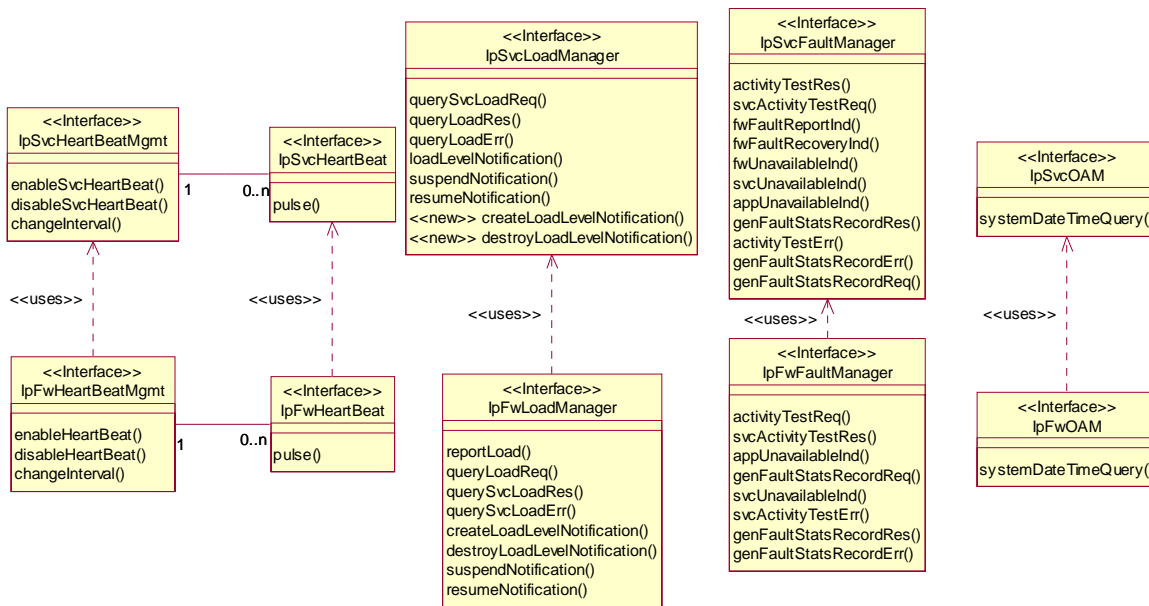 <<Interface>>
IpSvcHeartBeatMgmt
enableSvcHeartBeat()
disableSvcHeartBeat()
changeInterval()
1
0..n
<<Interface>>
IpSvcHeartBeat
pulse()
<<Interface>>
IpSvcLoadManager
querySvcLoadReq()
queryLoadRes()
queryLoadErr()
loadLevelNotification()
suspendNotification()
resumeNotification()
<<new>> createLoadLevelNotification()
<<new>> destroyLoadLevelNotification()
<<Interface>>
IpSvcFaultManager
activityTestRes()
svcActivityTestReq()
fwFaultReportInd()
fwFaultRecoveryInd()
fwUnavailableInd()
svcUnavailableInd()
appUnavailableInd()
genFaultStatsRecordRes()
activityTestErr()
genFaultStatsRecordErr()
genFaultStatsRecordReq()
<<Interface>>
IpSvcOAM
systemDateTimeQuery(
<<uses>>
<<uses>>
<<uses>>
<<uses>>
<<uses>>
<<Interface>>
IpFwHeartBeatMgmt
enableHeartBeat()
disableHeartBeat()
changeInterval()
1
0..n
<<Interface>>
IpFwHeartBeat
pulse()
<<Interface>>
IpFwLoadManager
reportLoad()
queryLoadReq()
querySvcLoadRes()
querySvcLoadErr()
createLoadLevelNotification()
destroyLoadLevelNotification()
suspendNotification()
resumeNotification()
<<Interface>>
IpFwFaultManager
activityTestReq()
svcActivityTestRes()
appUnavailableInd()
genFaultStatsRecordReq()
svcUnavailableInd()
svcActivityTestErr()
genFaultStatsRecordRes()
genFaultStatsRecordErr()
<<Interface>>
IpFwOAM
systemDateTimeQuery(